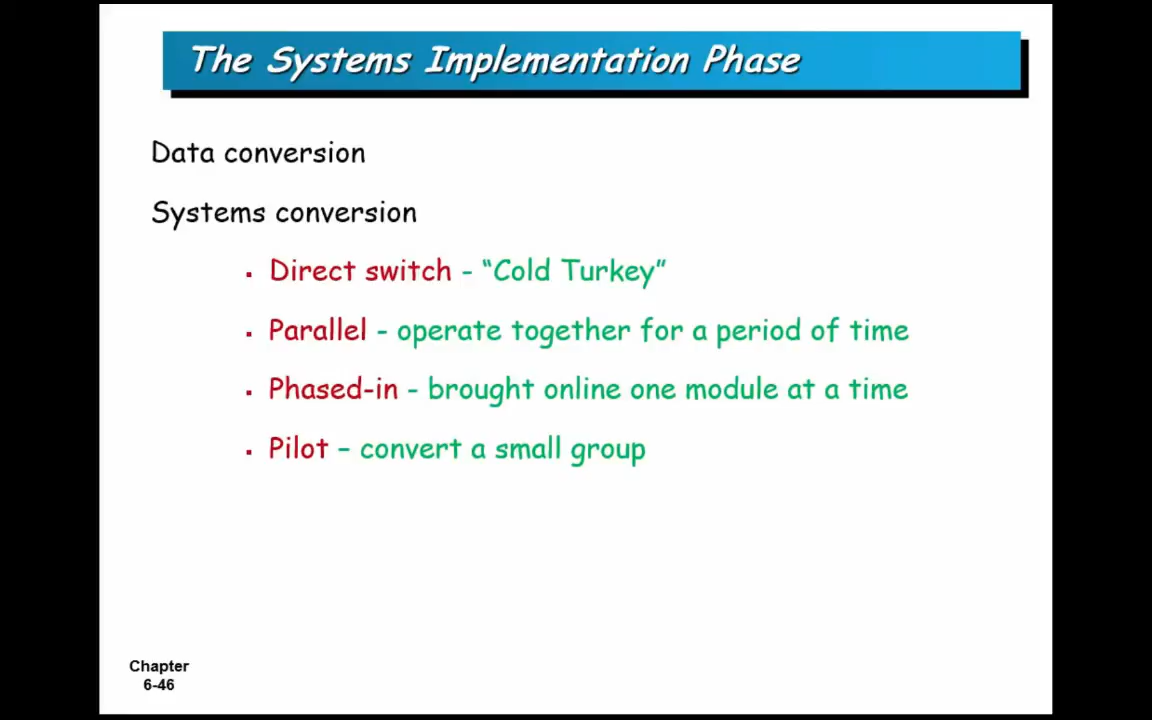 The Systems Implementation Phase
Data conversion
Systems conversion
▪ Direct switch - “Cold Turkey”
▪ Parallel - operate together for a period of time
▪ Phased-in - brought online one module at a time
▪ Pilot – convert a small group
Chapter
6-46